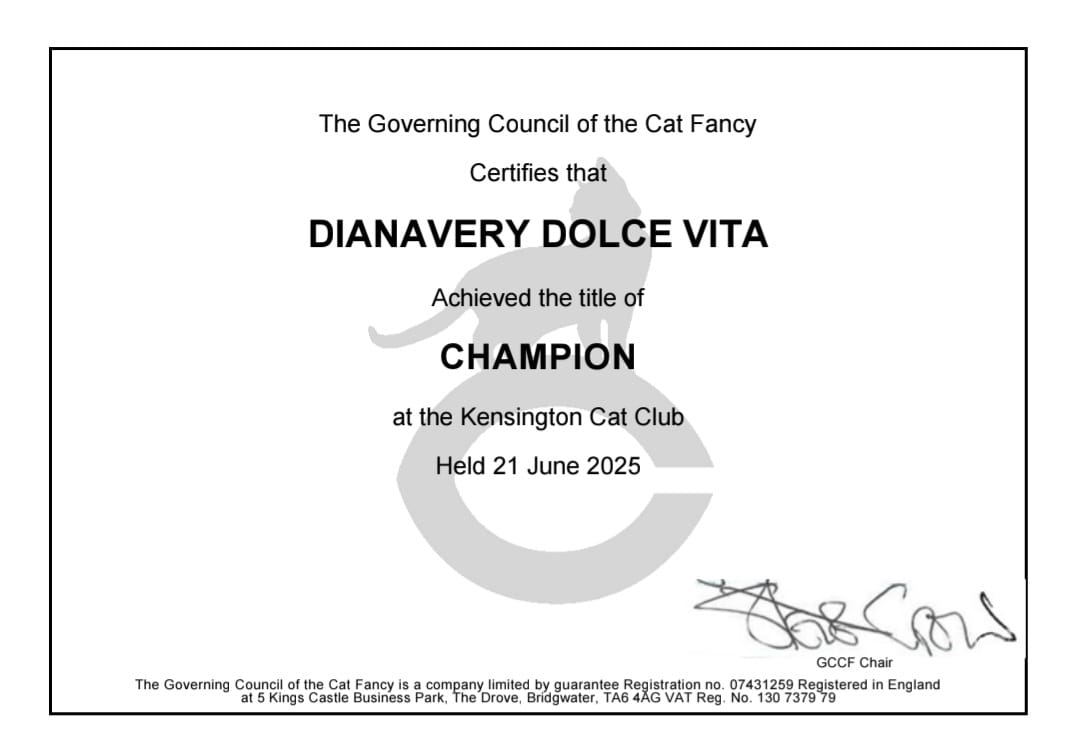 The Governing Council of the Cat Fancy
Certifies that
DIANAVERY DOLCE VITA
Achieved the title of
CHAMPION
at the Kensington Cat Club
Held 21 June 2025
GCCF Chair
The Governing Council of the Cat Fancy is a company limited by guarantee Registration no. 07431259 Registered in England
at 5 Kings Castle Business Park, The Drove, Bridgwater, TA6 4AG VAT Reg. No. 130 7379 79